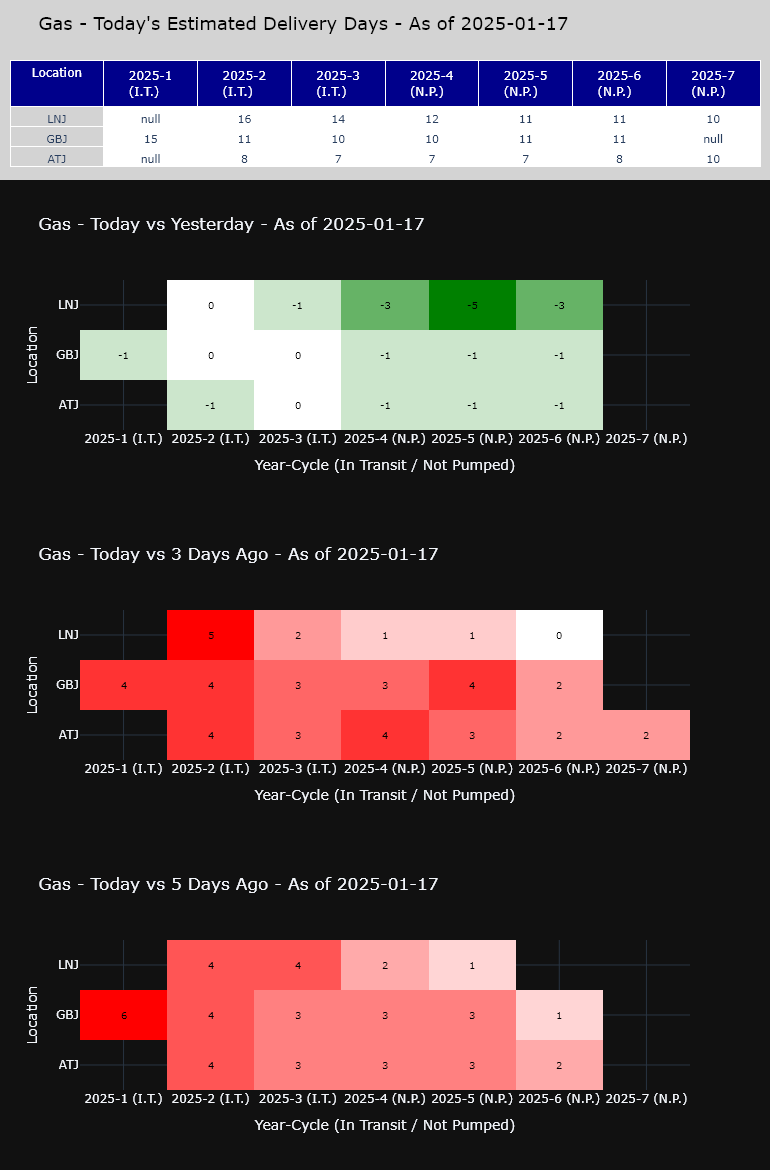 Gas - Today's Estimated Delivery Days - As of 2025-01-17
Location 2025-1 (I.T.) 2025-2 (I.T.) 2025-3 (I.T.) 2025-4 (N.P.) 2025-5 (N.P.) 2025-6 (N.P.) 2025-7 (N.P.)
LNJ null 16 14 12 11 11 10
GBJ 15 11 10 10 11 11 null
ATJ null 8 7 7 7 8 10
Gas - Today vs Yesterday - As of 2025-01-17
Location
LNJ 0 -1 -3 -5 -3
GBJ -1 0 0 -1 -1 -1
ATJ -1 0 -1 -1 -1
2025-1 (I.T.) 2025-2 (I.T.) 2025-3 (I.T.) 2025-4 (N.P.) 2025-5 (N.P.) 2025-6 (N.P.) 2025-7 (N.P.)
Year-Cycle (In Transit / Not Pumped)
Gas - Today vs 3 Days Ago - As of 2025-01-17
Location
LNJ 5 2 1 1 0
GBJ 4 4 3 3 4 2
ATJ 4 3 4 3 2 2
2025-1 (I.T.) 2025-2 (I.T.) 2025-3 (I.T.) 2025-4 (N.P.) 2025-5 (N.P.) 2025-6 (N.P.) 2025-7 (N.P.)
Year-Cycle (In Transit / Not Pumped)
Gas - Today vs 5 Days Ago - As of 2025-01-17
Location
LNJ 4 4 2 1
GBJ 6 4 3 3 3 1
ATJ 4 3 3 3 2
2025-1 (I.T.) 2025-2 (I.T.) 2025-3 (I.T.) 2025-4 (N.P.) 2025-5 (N.P.) 2025-6 (N.P.) 2025-7 (N.P.)
Year-Cycle (In Transit / Not Pumped)